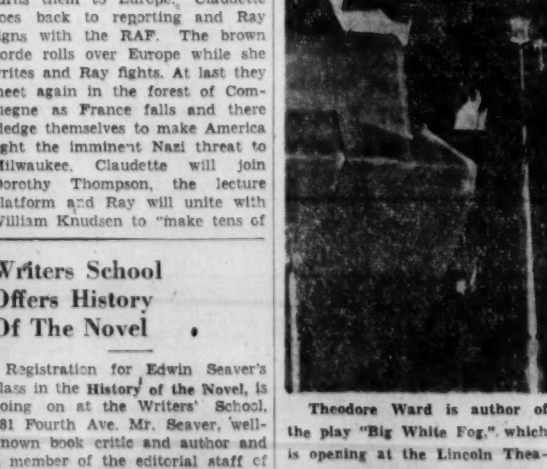 to Europe. Claudette
goes back to reporting and Ray
signs with the RAF. The brown
horde rolls over Europe while she
writes and Ray fights. At last they
meet again in the forest of Com-
piegne as France falls and there
pledge themselves to make America
fight the imminent Nazi threat to
Milwaukee. Claudette will join
Dorothy Thompson, the lecture
platform and Ray will unite with
William Knudsen to "make tens of
Writers School
Offers History
Of The Novel
Registration for Edwin Seaver's
class in the History of the Novel, is
going on at the Writers' School,
81 Fourth Ave. Mr. Seaver, well-
known book critic and author and
a member of the editorial staff of
Theodore Ward is author of
the play "Big White Fog," which
is opening at the Lincoln Thea-